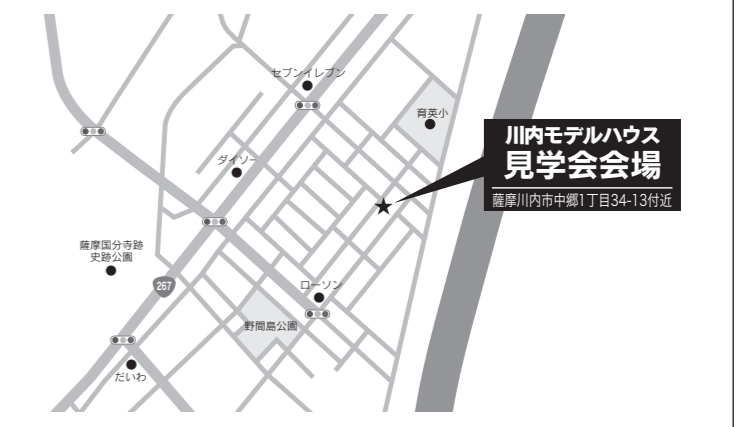 セブンイレブン
育英小
川内モデルハウス
見学会会場
薩摩川内市中郷1丁目34-13付近
ダイソー
薩摩国分寺跡
史跡公園
267
ローソン
野間島公園
だいわ